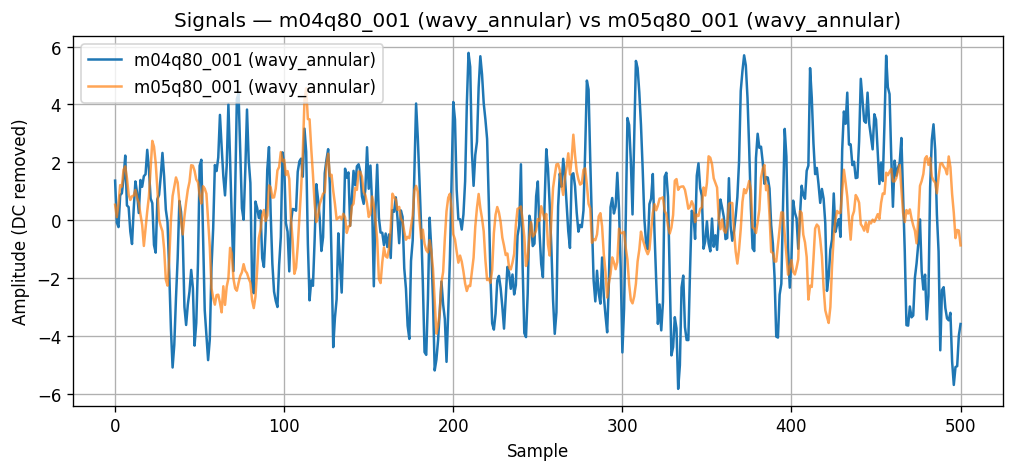 Signals — m04q80_001 (wavy_annular) vs m05q80_001 (wavy_annular)
m04q80_001 (wavy_annular)
m05q80_001 (wavy_annular)
Amplitude (DC removed)
6
4
2
0
−2
−4
−6
0 100 200 300 400 500
Sample